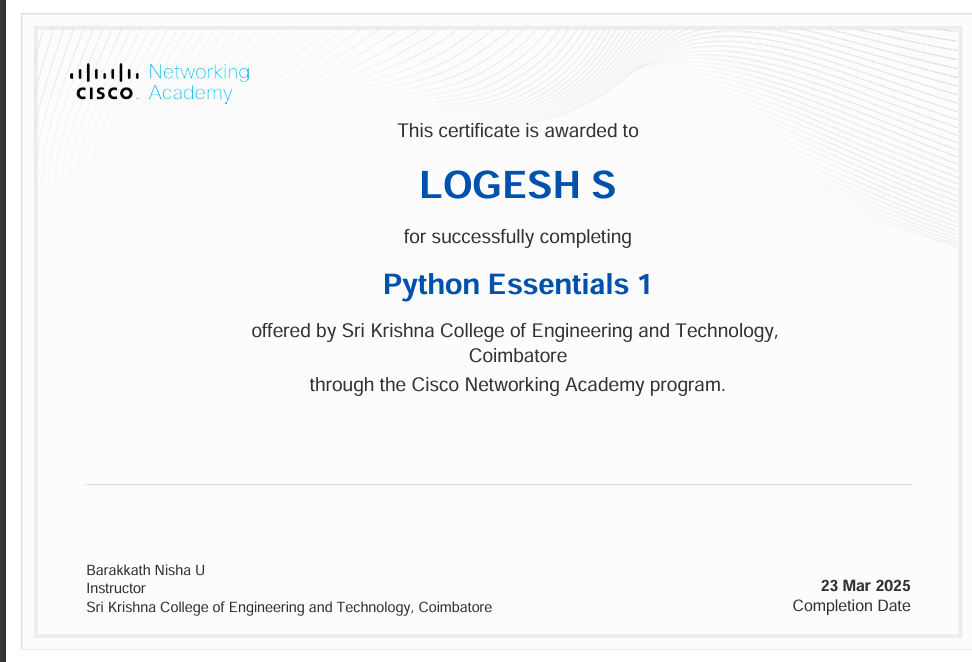 CISCO Networking
Academy
This certificate is awarded to
LOGESH S
for successfully completing
Python Essentials 1
offered by Sri Krishna College of Engineering and Technology,
Coimbatore
through the Cisco Networking Academy program.
Barakkath Nisha U
Instructor
Sri Krishna College of Engineering and Technology, Coimbatore
23 Mar 2025
Completion Date